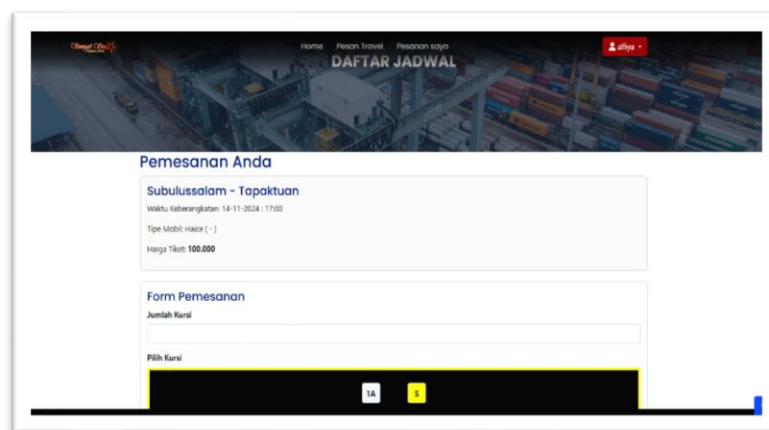 Home Pesan Travel Pesanan saya
alfiya
DAFTAR JADWAL
Pemesanan Anda
Subulussalam - Tapaktuan
Waktu Keberangkatan: 14-11-2024 : 17:00
Tipe Mobil: Haice ( - )
Harga Tiket: 100.000
Form Pemesanan
Jumlah Kursi
Pilih Kursi
1A S